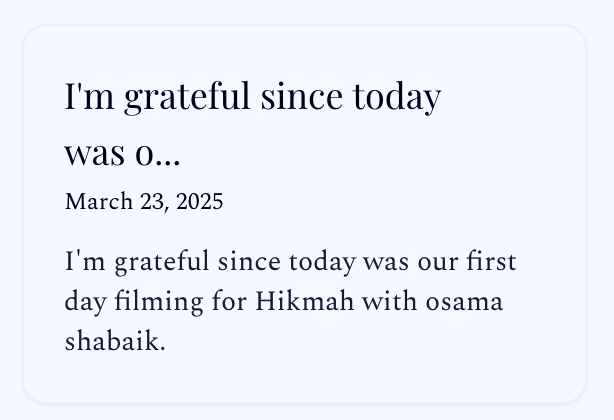 I'm grateful since today
was o...
March 23, 2025
I'm grateful since today was our first
day filming for Hikmah with osama
shabaik.